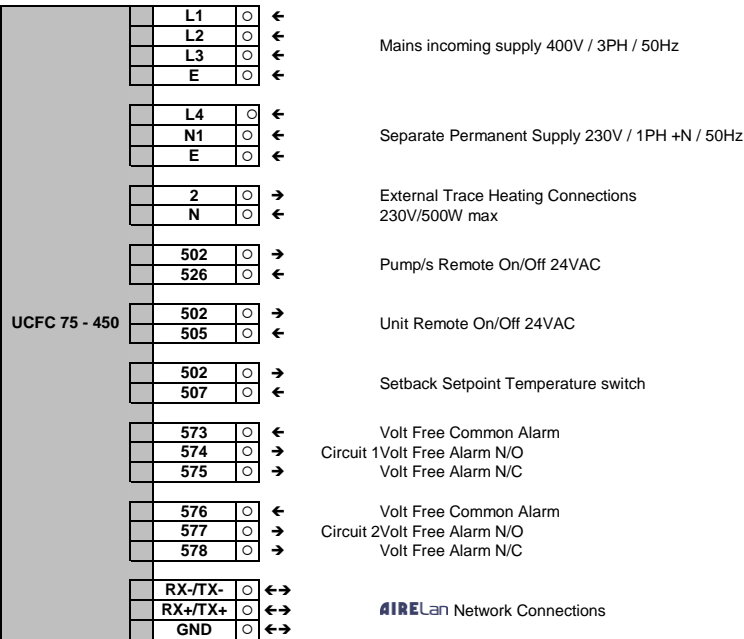 L1
L2
Mains incoming supply 400V / 3PH / 50Hz
L3
E
L4
N1
Separate Permanent Supply 230V / 1PH +N / 50Hz
E
2 External Trace Heating Connections
N 230V/500W max
502
Pump/s Remote On/Off 24VAC
526
UCFC 75 - 450
502
Unit Remote On/Off 24VAC
505
502
Setback Setpoint Temperature switch
507
573 Volt Free Common Alarm
574 Circuit 1 Volt Free Alarm N/O
575 Volt Free Alarm N/C
576 Volt Free Common Alarm
577 Circuit 2 Volt Free Alarm N/O
578 Volt Free Alarm N/C
RX-/TX-
RX+/TX+ AIRELan Network Connections
GND